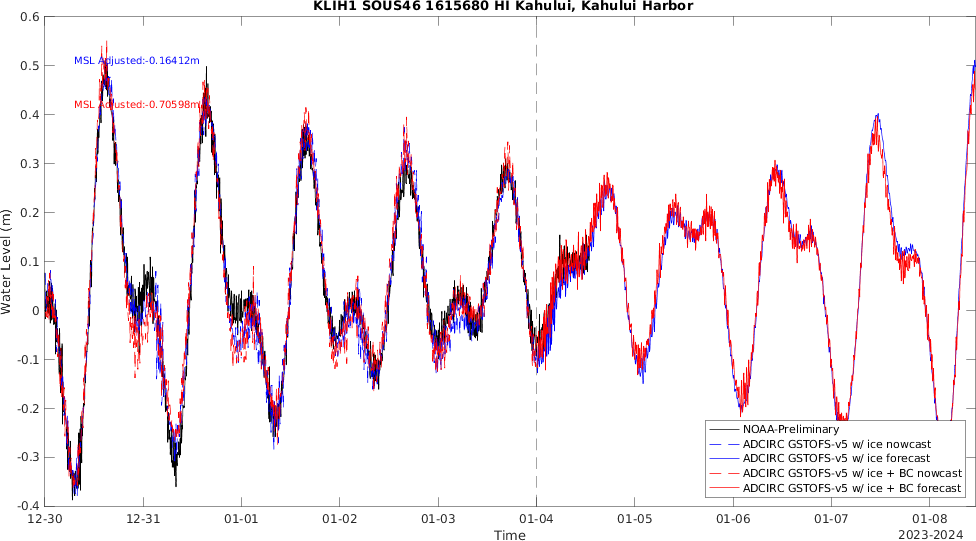 KLIH1 SOUS46 1615680 HI Kahului, Kahului Harbor
0.6
0.5
0.4
0.3
0.2
0.1
0
-0.1
-0.2
-0.3
-0.4
Water Level (m)
MSL Adjusted:-0.16412m
MSL Adjusted:-0.70598m
NOAA-Preliminary
ADCIRC GSTOFS-v5 w/ ice nowcast
ADCIRC GSTOFS-v5 w/ ice forecast
ADCIRC GSTOFS-v5 w/ ice + BC nowcast
ADCIRC GSTOFS-v5 w/ ice + BC forecast
12-30 12-31 01-01 01-02 01-03 01-04 01-05 01-06 01-07 01-08
Time
2023-2024